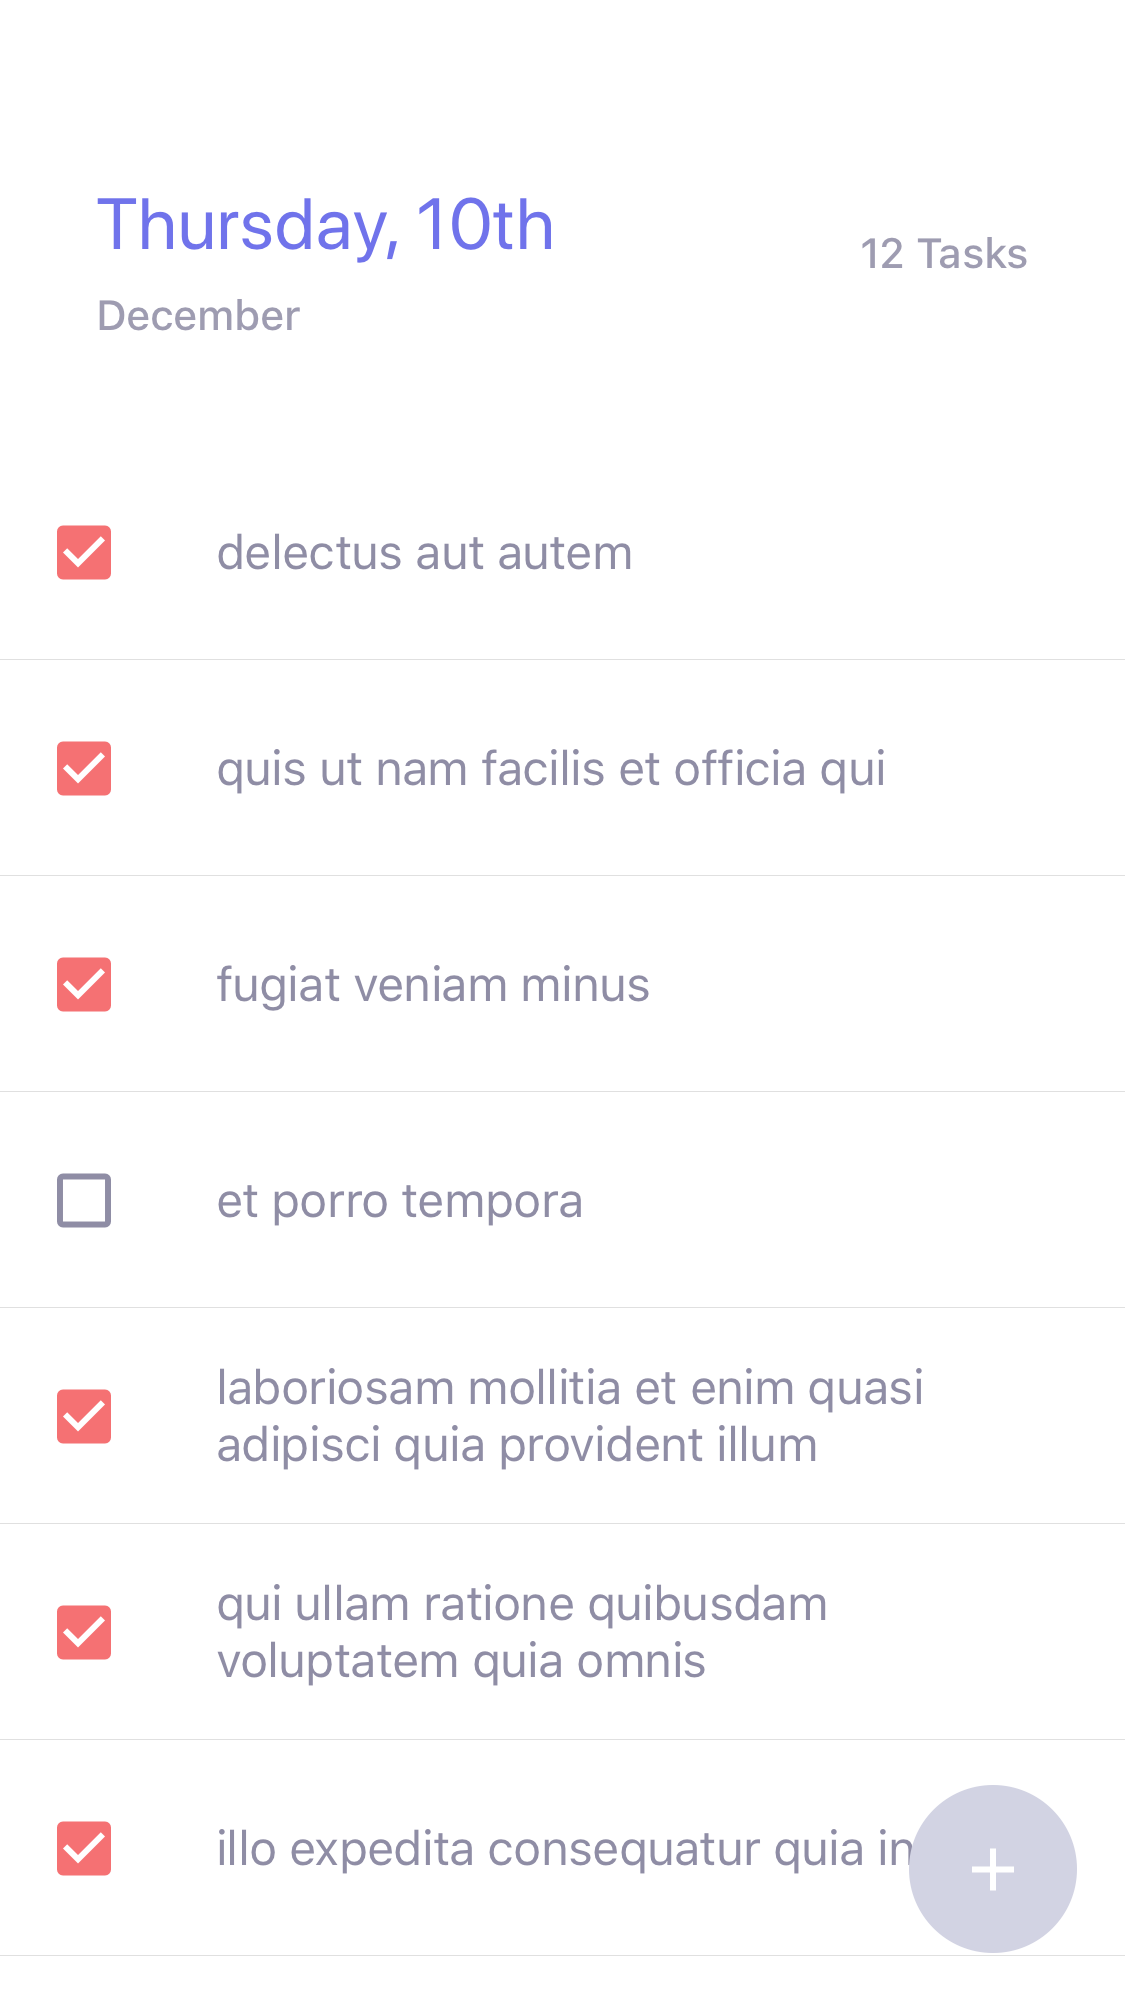 Thursday, 10th
12 Tasks
December
delectus aut autem
quis ut nam facilis et officia qui
fugiat veniam minus
et porro tempora
laboriosam mollitia et enim quasi
adipisci quia provident illum
qui ullam ratione quibusdam
voluptatem quia omnis
illo expedita consequatur quia in